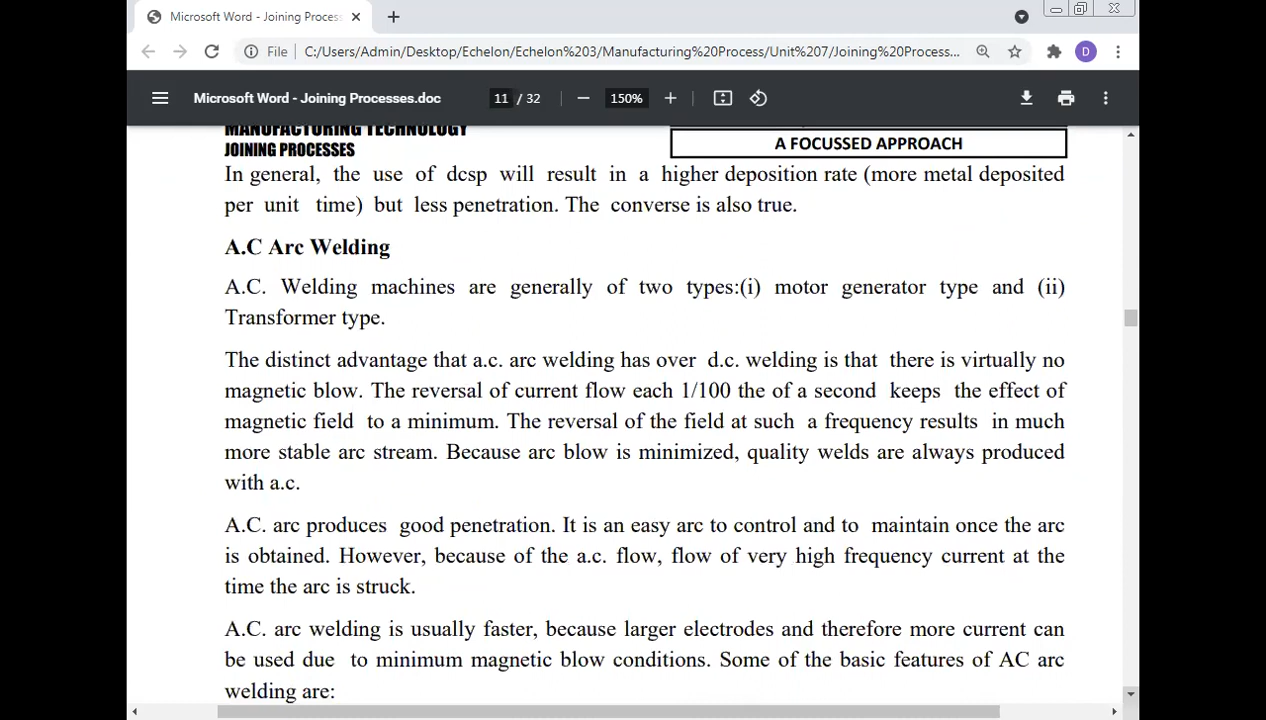 Microsoft Word - Joining Process
File C:/Users/Admin/Desktop/Echelon/Echelon%203/Manufacturing%20Process/Unit%207/Joining%20Process...
D
Microsoft Word - Joining Processes.doc
11 / 32
150%
MANUFACTURING TECHNOLOGY
JOINING PROCESSES
A FOCUSSED APPROACH
In general, the use of dcsp will result in a higher deposition rate (more metal deposited
per unit time) but less penetration. The converse is also true.
A.C Arc Welding
A.C. Welding machines are generally of two types:(i) motor generator type and (ii)
Transformer type.
The distinct advantage that a.c. arc welding has over d.c. welding is that there is virtually no
magnetic blow. The reversal of current flow each 1/100 the of a second keeps the effect of
magnetic field to a minimum. The reversal of the field at such a frequency results in much
more stable arc stream. Because arc blow is minimized, quality welds are always produced
with a.c.
A.C. arc produces good penetration. It is an easy arc to control and to maintain once the arc
is obtained. However, because of the a.c. flow, flow of very high frequency current at the
time the arc is struck.
A.C. arc welding is usually faster, because larger electrodes and therefore more current can
be used due to minimum magnetic blow conditions. Some of the basic features of AC arc
welding are: